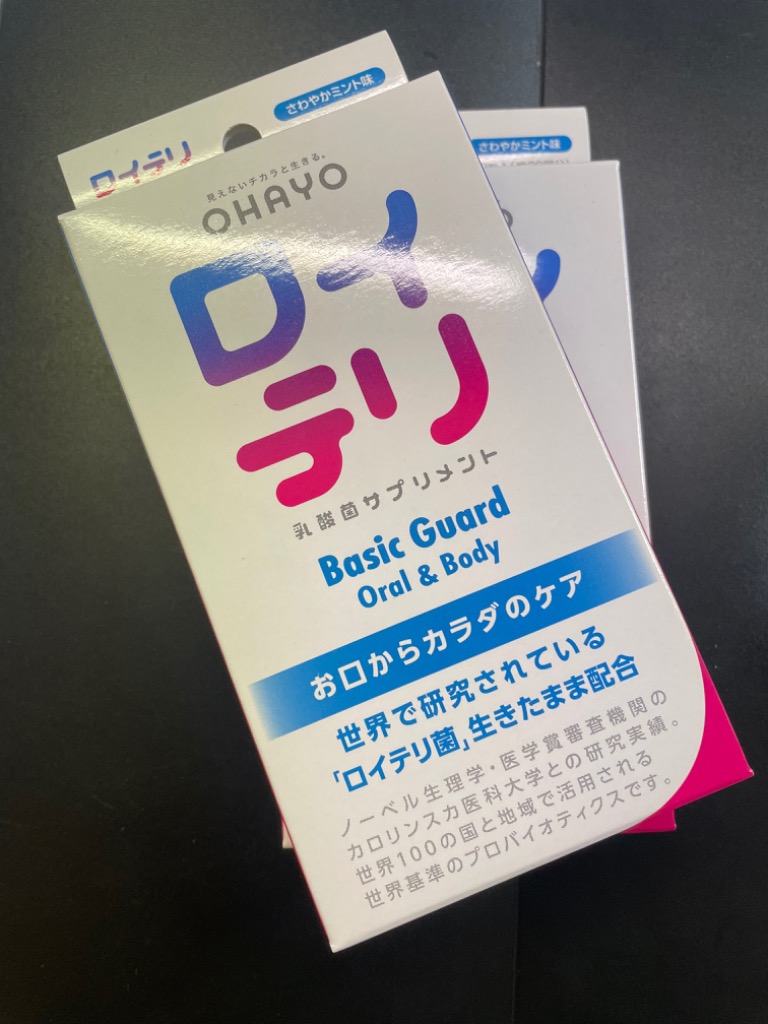 さわやかミント味
ロイテリ
見えないチカラと生きる。
OHAYO
ロイ
テリ
乳酸菌サプリメント
Basic Guard
Oral & Body
お口からカラダのケア
世界で研究されている
「ロイテリ菌」生きたまま配合
ノーベル生理学・医学賞審査機関の
カロリンスカ医科大学との研究実績。
世界100の国と地域で活用される
世界基準のプロバイオティクスです。
さわやかミント味